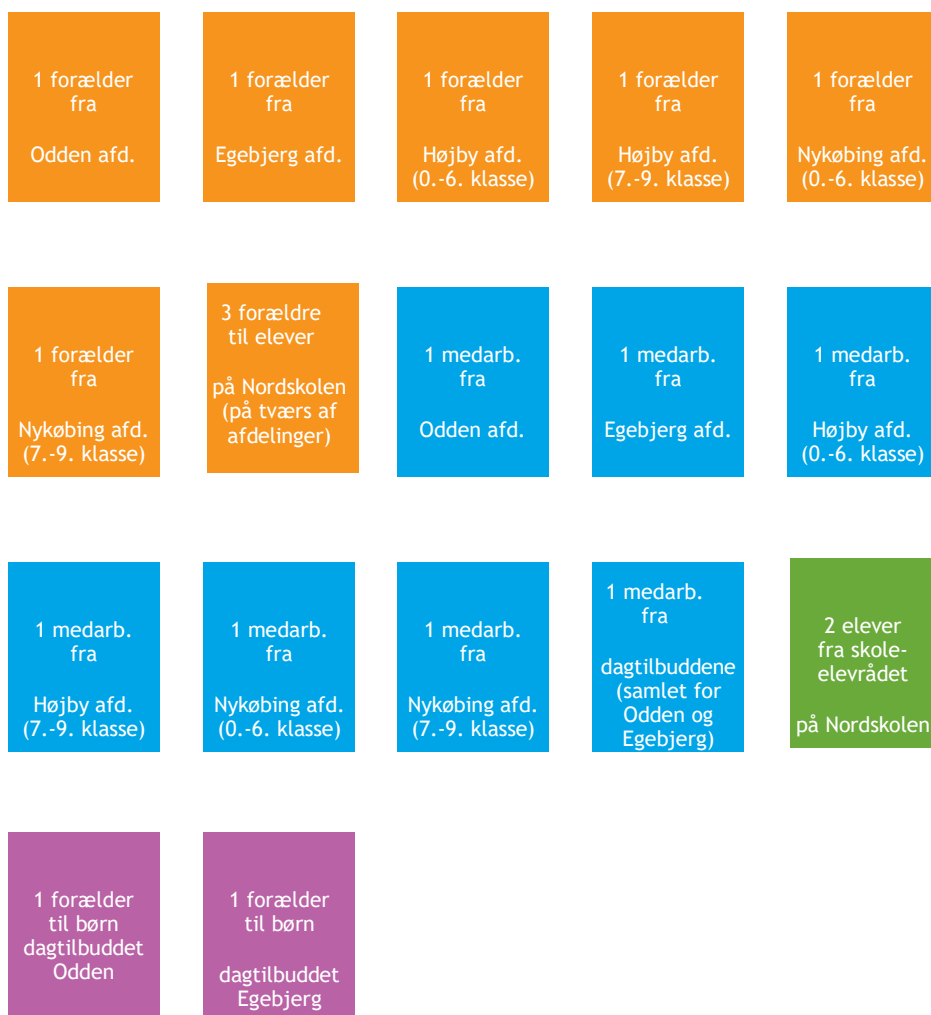 1 forælder
fra
Odden afd.
1 forælder
fra
Egebjerg afd.
1 forælder
fra
Højby afd.
(0.-6. klasse)
1 forælder
fra
Højby afd.
(7.-9. klasse)
1 forælder
fra
Nykøbing afd.
(0.-6. klasse)
1 forælder
fra
Nykøbing afd.
(7.-9. klasse)
3 forældre
til elever
på Nordskolen
(på tværs af
afdelinger)
1 medarb.
fra
Odden afd.
1 medarb.
fra
Egebjerg afd.
1 medarb.
fra
Højby afd.
(0.-6. klasse)
1 medarb.
fra
Højby afd.
(7.-9. klasse)
1 medarb.
fra
Nykøbing afd.
(0.-6. klasse)
1 medarb.
fra
Nykøbing afd.
(7.-9. klasse)
1 medarb.
fra
dagtilbuddene
(samlet for
Odden og
Egebjerg)
2 elever
fra skole-
elevrådet
på Nordskolen
1 forælder
til børn
dagtilbuddet
Odden
1 forælder
til børn
dagtilbuddet
Egebjerg